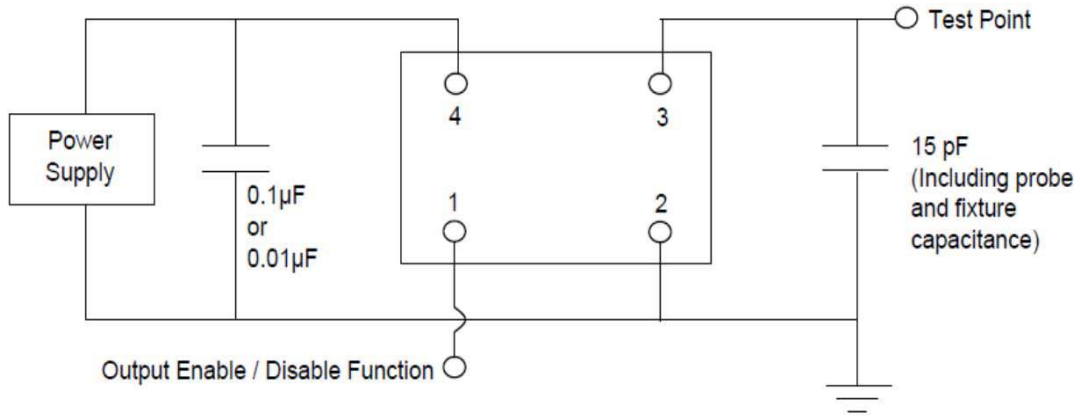 Test Point
4
3
Power
Supply
15 pF
(Including probe
and fixture
capacitance)
0.1µF
or
0.01µF
1
2
Output Enable / Disable Function